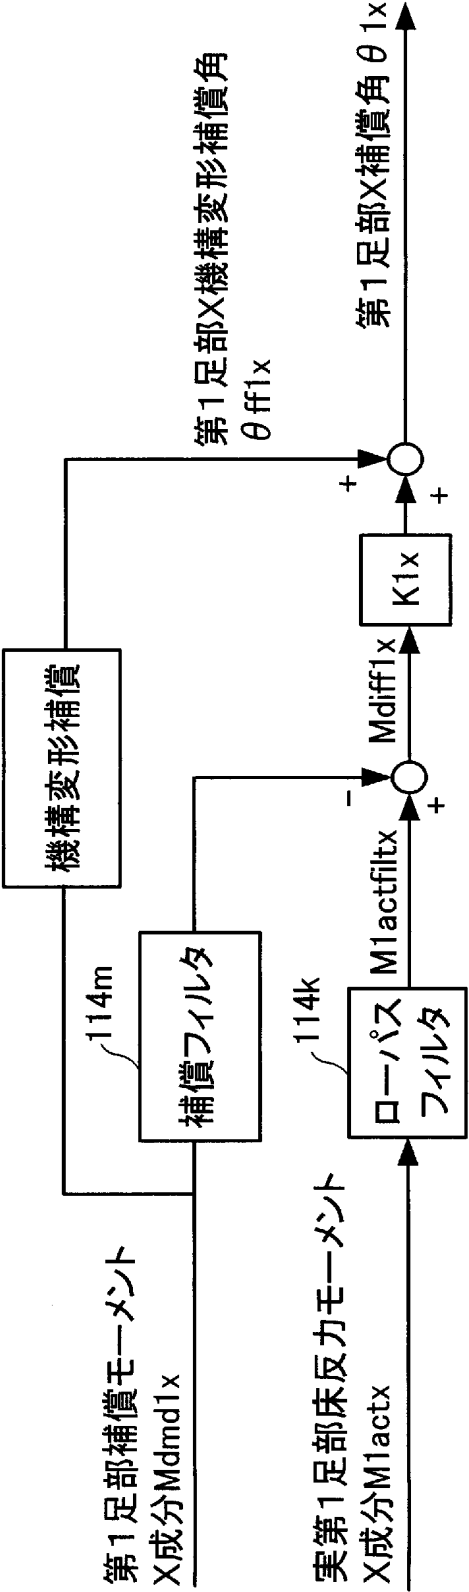 第1足部補償モーメント
X成分Mdmd1x
114m
補償フィルタ
機構変形補償
第1足部X機構変形補償角
θff1x
実第1足部床反力モーメント
X成分M1actx
114k
ローパス
フィルタ
M1actfiltx
-
+
Mdiff1x
K1x
+
+
第1足部X補償角θ1x